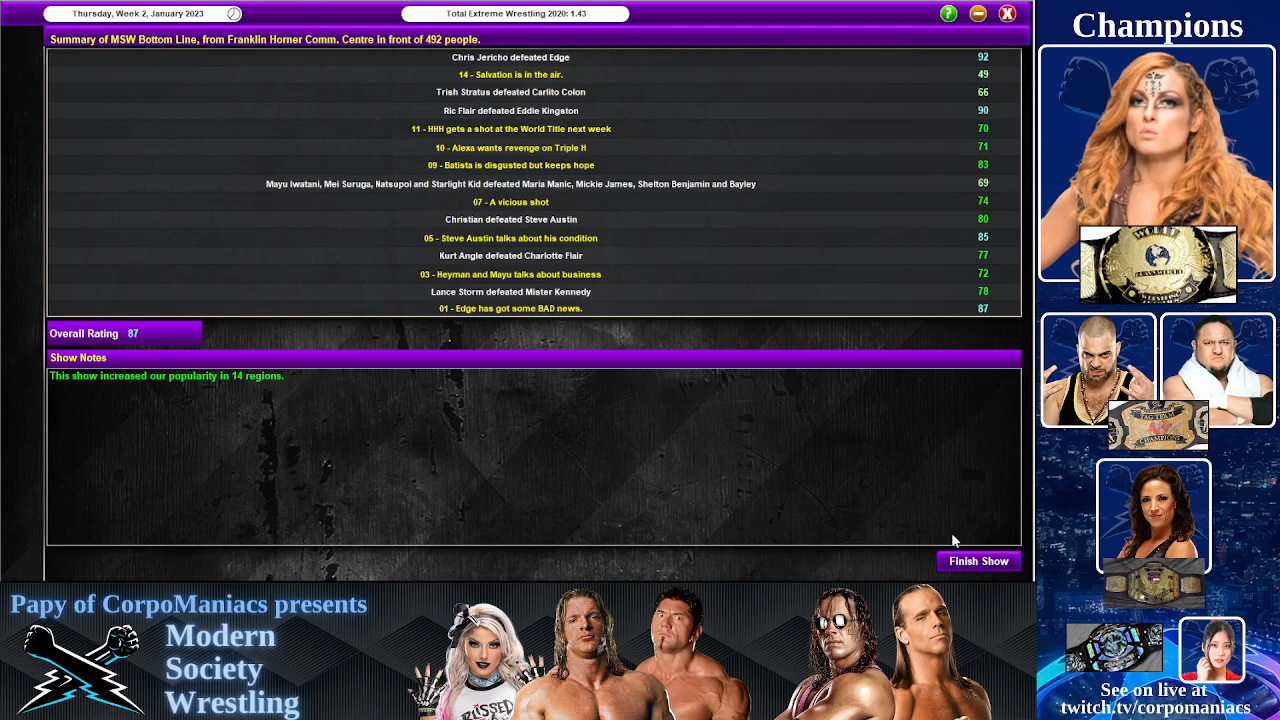 Thursday, Week 2, January 2023
Total Extreme Wrestling 2020: 1.43
Summary of MSW Bottom Line, from Franklin Horner Comm. Centre in front of 492 people.
Chris Jericho defeated Edge 92
14 - Salvation is in the air. 49
Trish Stratus defeated Carlito Colon 66
Ric Flair defeated Eddie Kingston 90
11 - HHH gets a shot at the World Title next week 70
10 - Alexa wants revenge on Triple H 71
09 - Batista is disgusted but keeps hope 83
Mayu Iwatani, Mei Suruga, Natsupoi and Starlight Kid defeated Maria Manic, Mickie James, Shelton Benjamin and Bayley 69
07 - A vicious shot 74
Christian defeated Steve Austin 80
05 - Steve Austin talks about his condition 85
Kurt Angle defeated Charlotte Flair 77
03 - Heyman and Mayu talks about business 72
Lance Storm defeated Mister Kennedy 78
01 - Edge has got some BAD news. 87
Overall Rating 87
Show Notes
This show increased our popularity in 14 regions.
Finish Show
Champions
TAG TEAM
CHAMPIONS
See on live at
twitch.tv/corpomaniacs
Papy of CorpoManiacs presents
Modern
Society
Wrestling